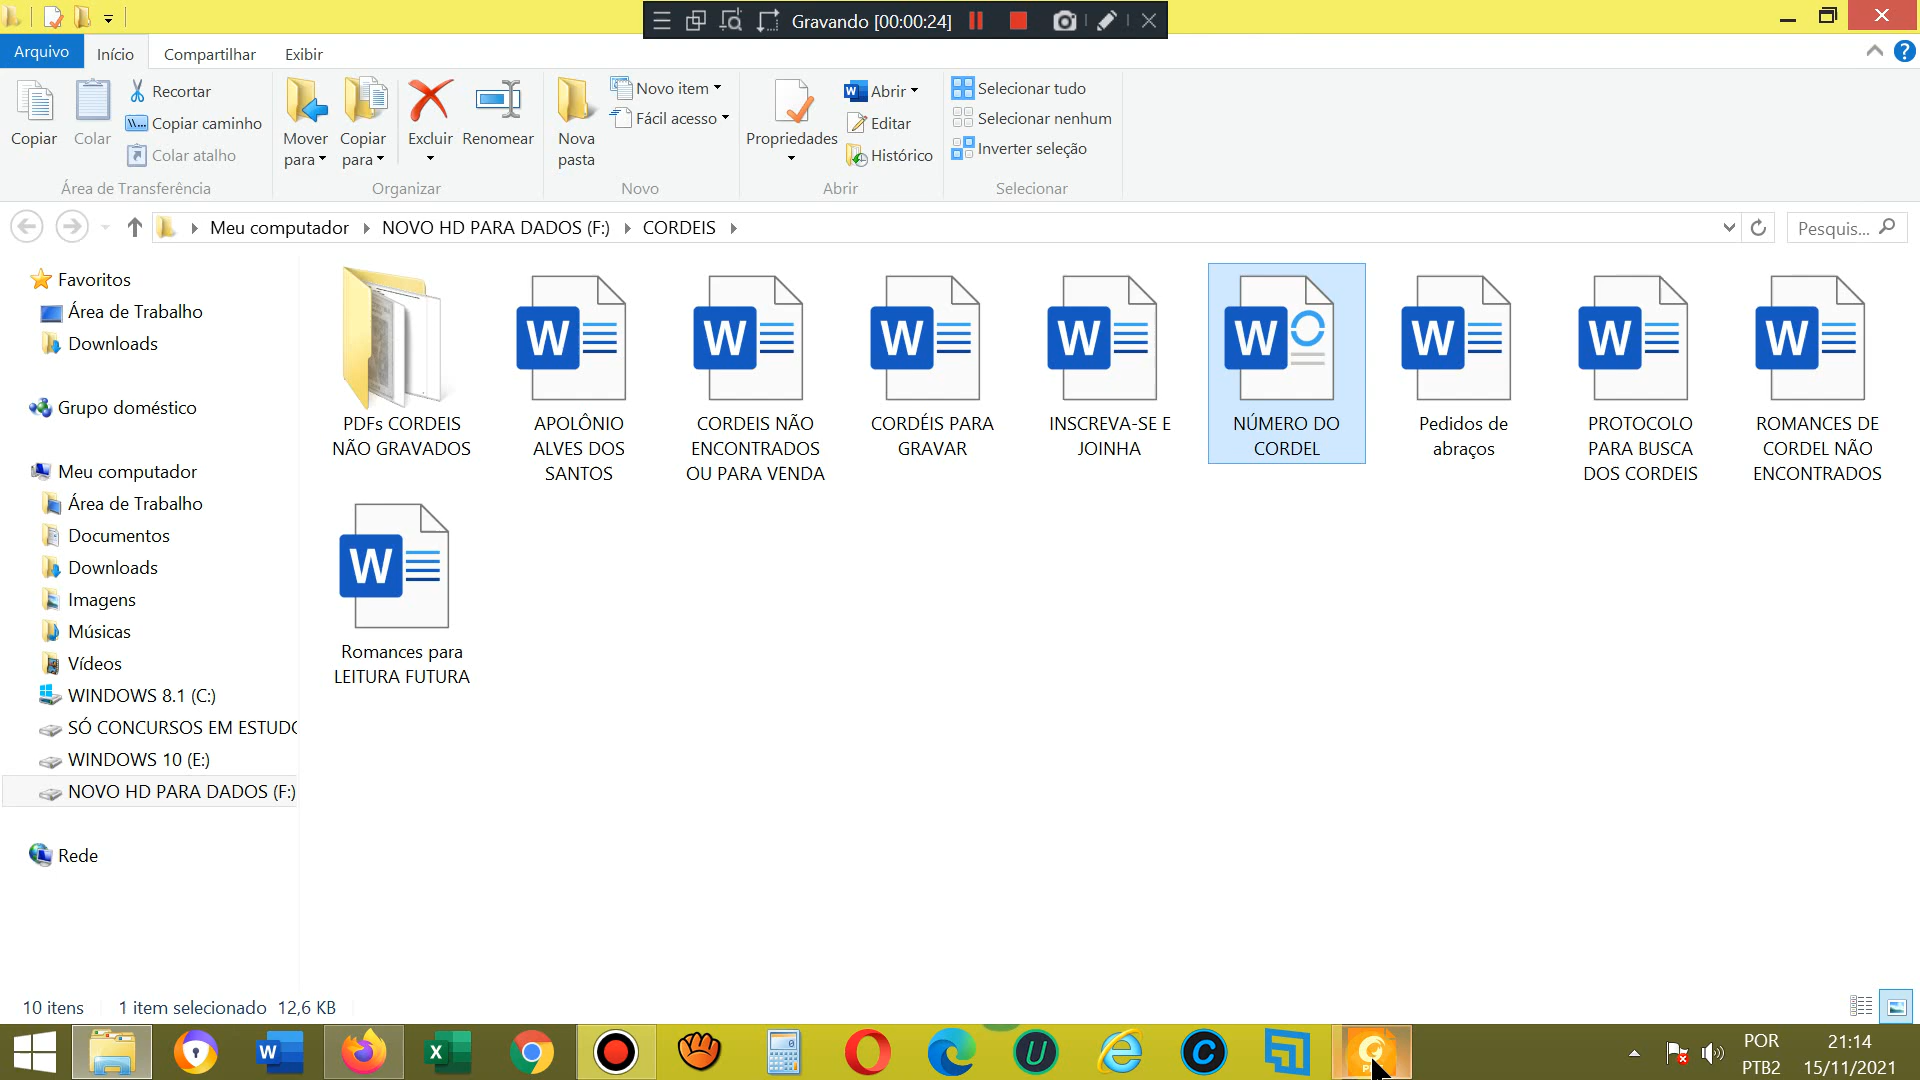 Gravando [00:00:24]
Arquivo
Início
Compartilhar
Exibir
Copiar
Colar
Recortar
Copiar caminho
Colar atalho
Área de Transferência
Mover para
Copiar para
Excluir
Renomear
Organizar
Nova pasta
Novo item
Fácil acesso
Novo
Propriedades
Abrir
Editar
Histórico
Abrir
Selecionar tudo
Selecionar nenhum
Inverter seleção
Selecionar
Meu computador
NOVO HD PARA DADOS (F:)
CORDEIS
Pesquis...
Favoritos
Área de Trabalho
Downloads
Grupo doméstico
Meu computador
Área de Trabalho
Documentos
Downloads
Imagens
Músicas
Vídeos
WINDOWS 8.1 (C:)
SÓ CONCURSOS EM ESTUDO
WINDOWS 10 (E:)
NOVO HD PARA DADOS (F:)
Rede
PDFs CORDEIS
NÃO GRAVADOS
APOLÔNIO
ALVES DOS
SANTOS
CORDEIS NÃO
ENCONTRADOS
OU PARA VENDA
CORDÉIS PARA
GRAVAR
INSCREVA-SE E
JOINHA
NÚMERO DO
CORDEL
Pedidos de
abraços
PROTOCOLO
PARA BUSCA
DOS CORDEIS
ROMANCES DE
CORDEL NÃO
ENCONTRADOS
Romances para
LEITURA FUTURA
10 itens
1 item selecionado 12,6 KB
POR
PTB2
21:14
15/11/2021